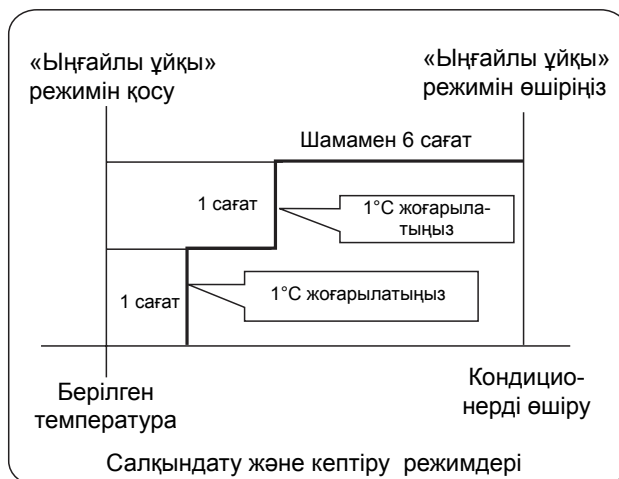 «Ыңғайлы ұйқы»
режимін қосу
«Ыңғайлы ұйқы»
режимін өшіріңіз
Шамамен 6 сағат
1 сағат
1°C жоғарыла-
тыңыз
1 сағат
1°C жоғарылатыңыз
Берілген
температура
Кондицио-
нерді өшіру
Салқындату және кептіру режимдері